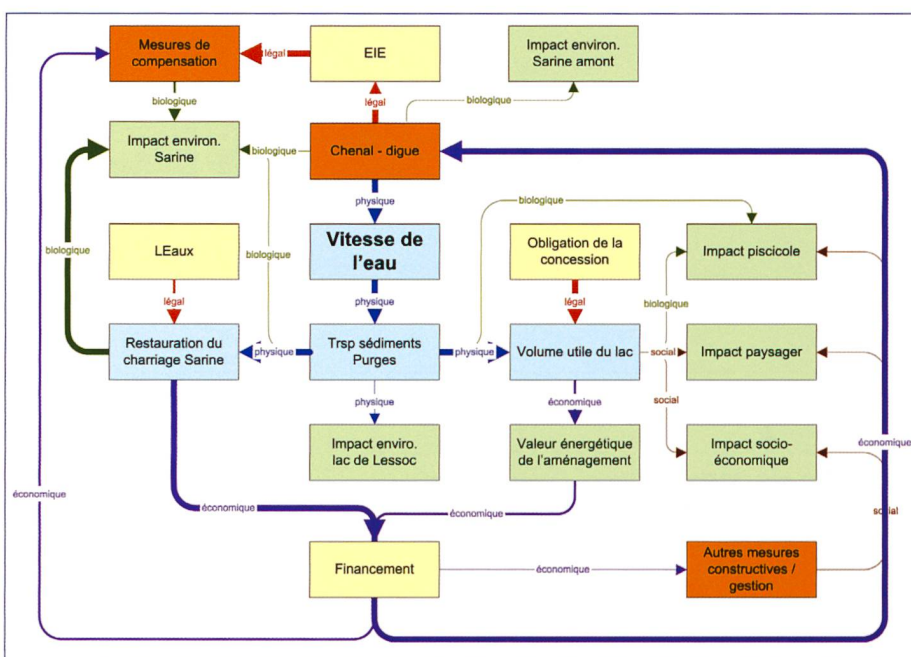 Mesures de
compensation
légal
EIE
Impact environ.
Sarine amont
biologique
légal
biologique
Impact environ.
Sarine
biologique
Chenal - digue
physique
biologique
biologique
LEaux
Vitesse de
l'eau
Obligation de la
concession
Impact piscicole
légal
physique
légal
biologique
Restauration du
charriage Sarine
physique
Trsp sédiments
Purges
physique
Volume utile du lac
social
Impact paysager
physique
économique
social
Impact enviro.
lac de Lessoc
Valeur énergétique
de l'aménagement
Impact socio-
économique
économique
économique
économique
économique
social
Financement
économique
Autres mesures
constructives /
gestion